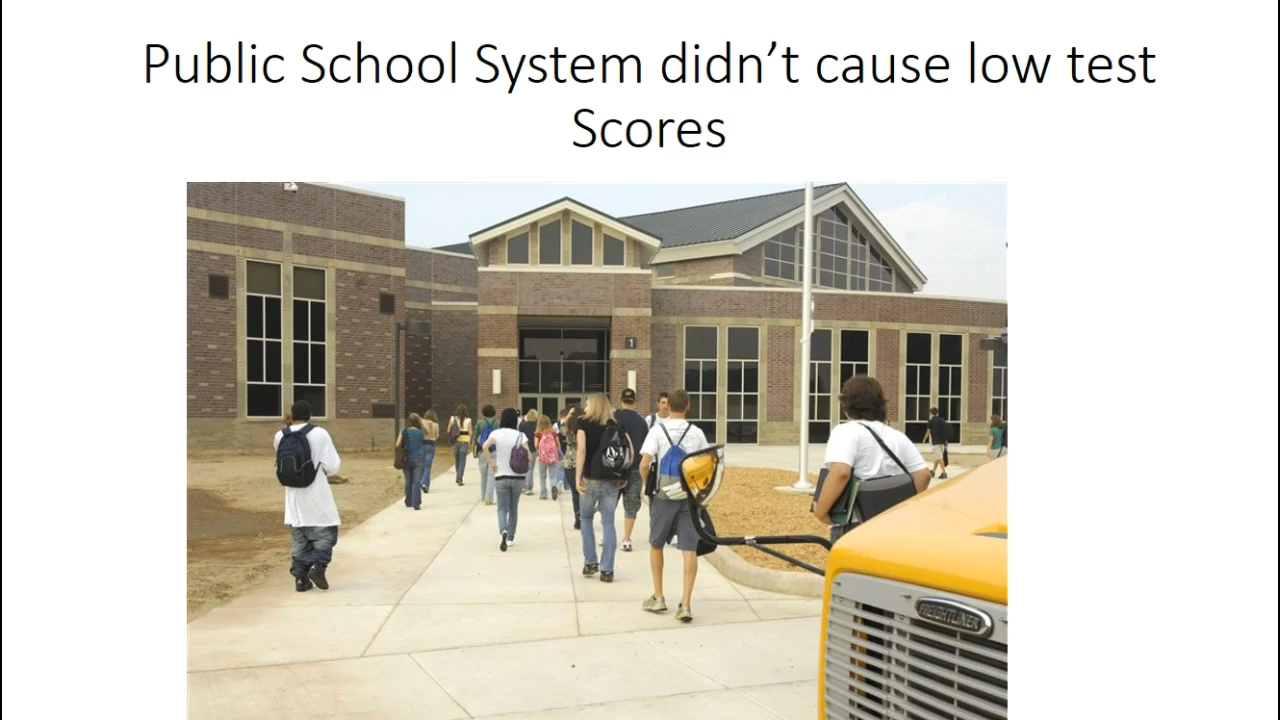 Public School System didn’t cause low test
Scores
1
FREIGHTLINER